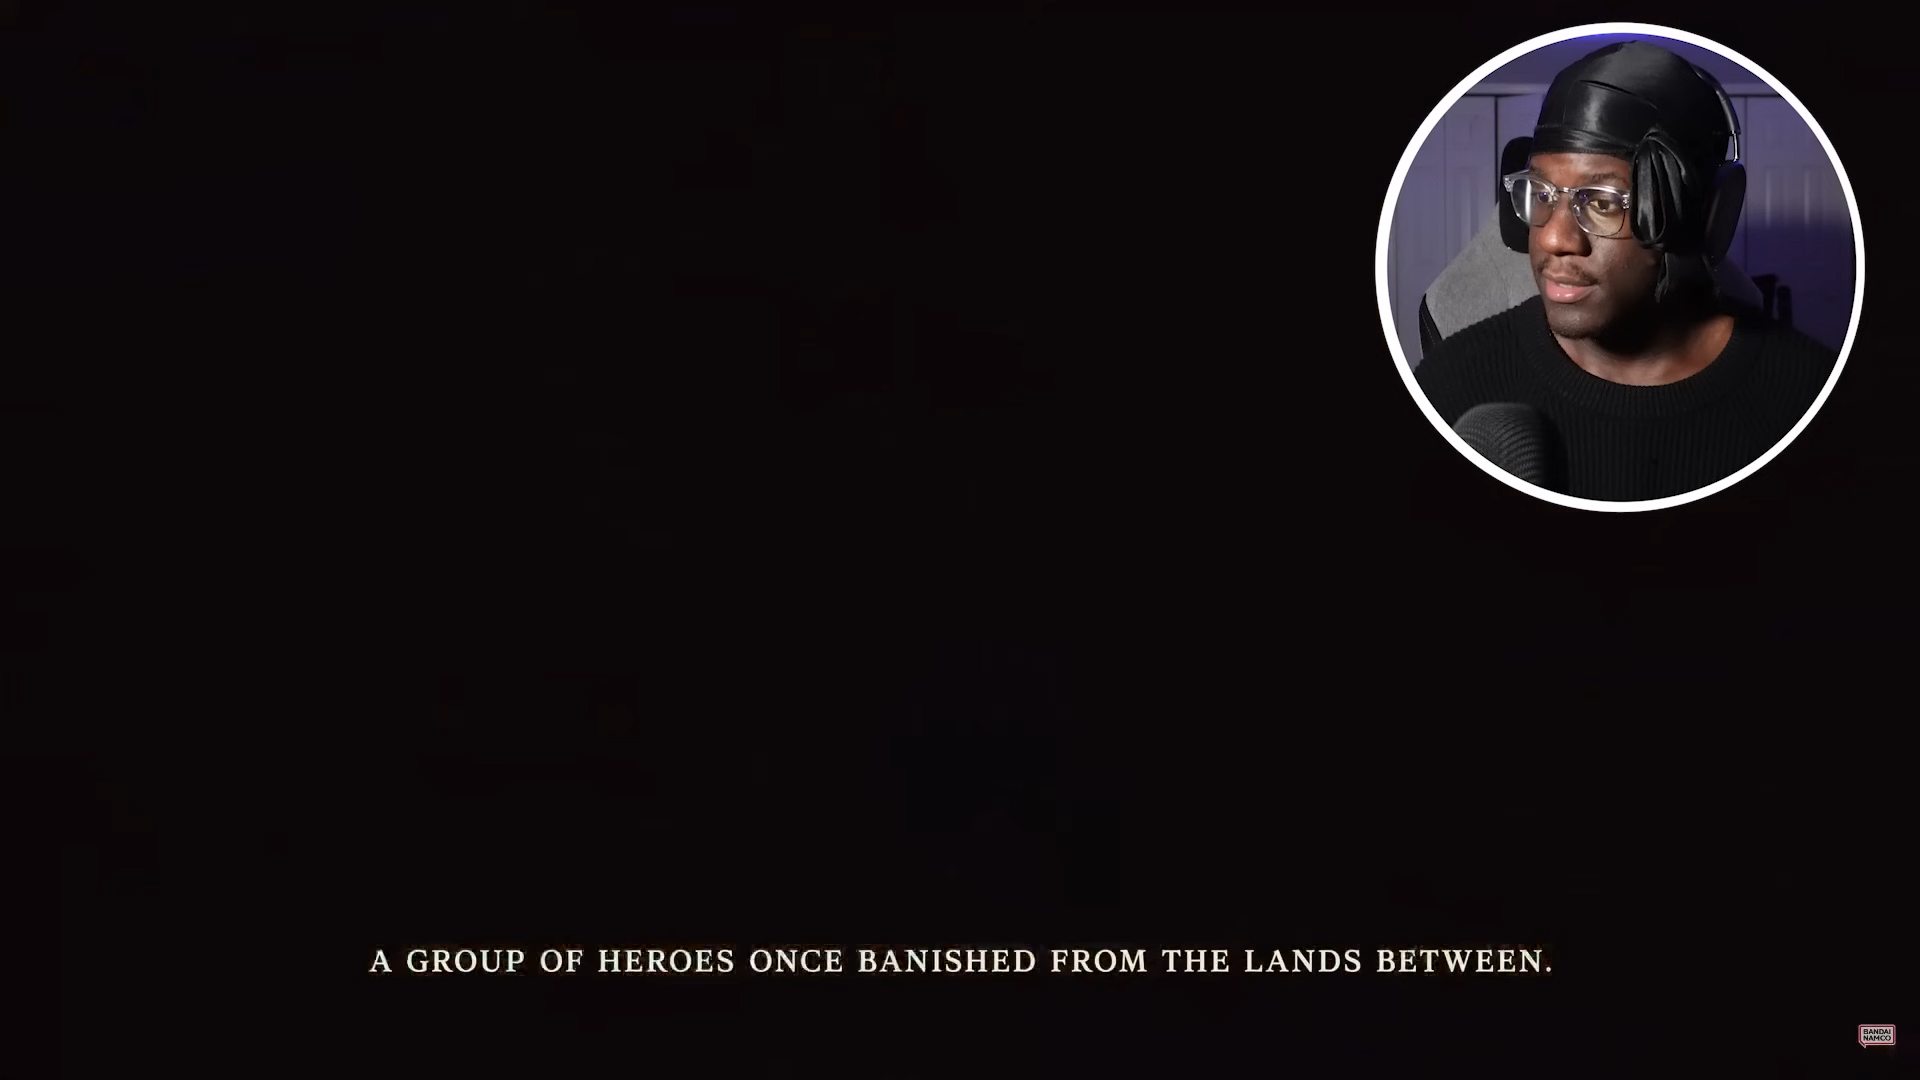 A GROUP OF HEROES ONCE BANISHED FROM THE LANDS BETWEEN.
BANDAI
NAMCO